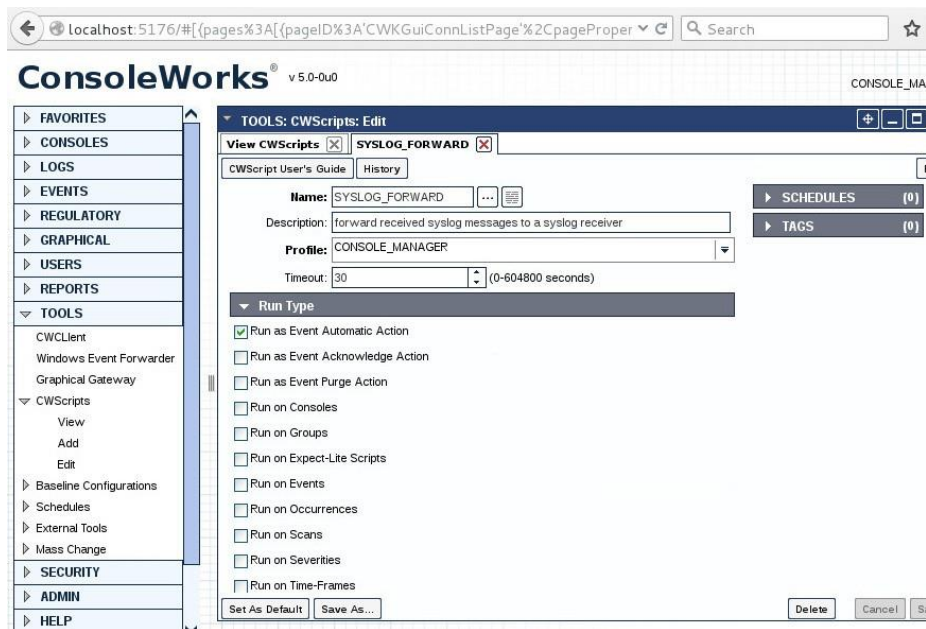 localhost:5176/#[{pages%3A[{pageID%3A'CWKGuiConnListPage'%2CpageProper
Search
ConsoleWorks® v 5.0-0u0
CONSOLE_MA
FAVORITES
CONSOLES
LOGS
EVENTS
REGULATORY
GRAPHICAL
USERS
REPORTS
TOOLS
CWCLIent
Windows Event Forwarder
Graphical Gateway
CWScripts
View
Add
Edit
Baseline Configurations
Schedules
External Tools
Mass Change
SECURITY
ADMIN
HELP
TOOLS: CWScripts: Edit
View CWScripts SYSLOG_FORWARD
CWScript User's Guide History
Name: SYSLOG_FORWARD ...
Description: forward received syslog messages to a syslog receiver
Profile: CONSOLE_MANAGER
Timeout: 30 (0-604800 seconds)
Run Type
Run as Event Automatic Action
Run as Event Acknowledge Action
Run as Event Purge Action
Run on Consoles
Run on Groups
Run on Expect-Lite Scripts
Run on Events
Run on Occurrences
Run on Scans
Run on Severities
Run on Time-Frames
SCHEDULES (0)
TAGS (0)
Set As Default Save As... Delete Cancel